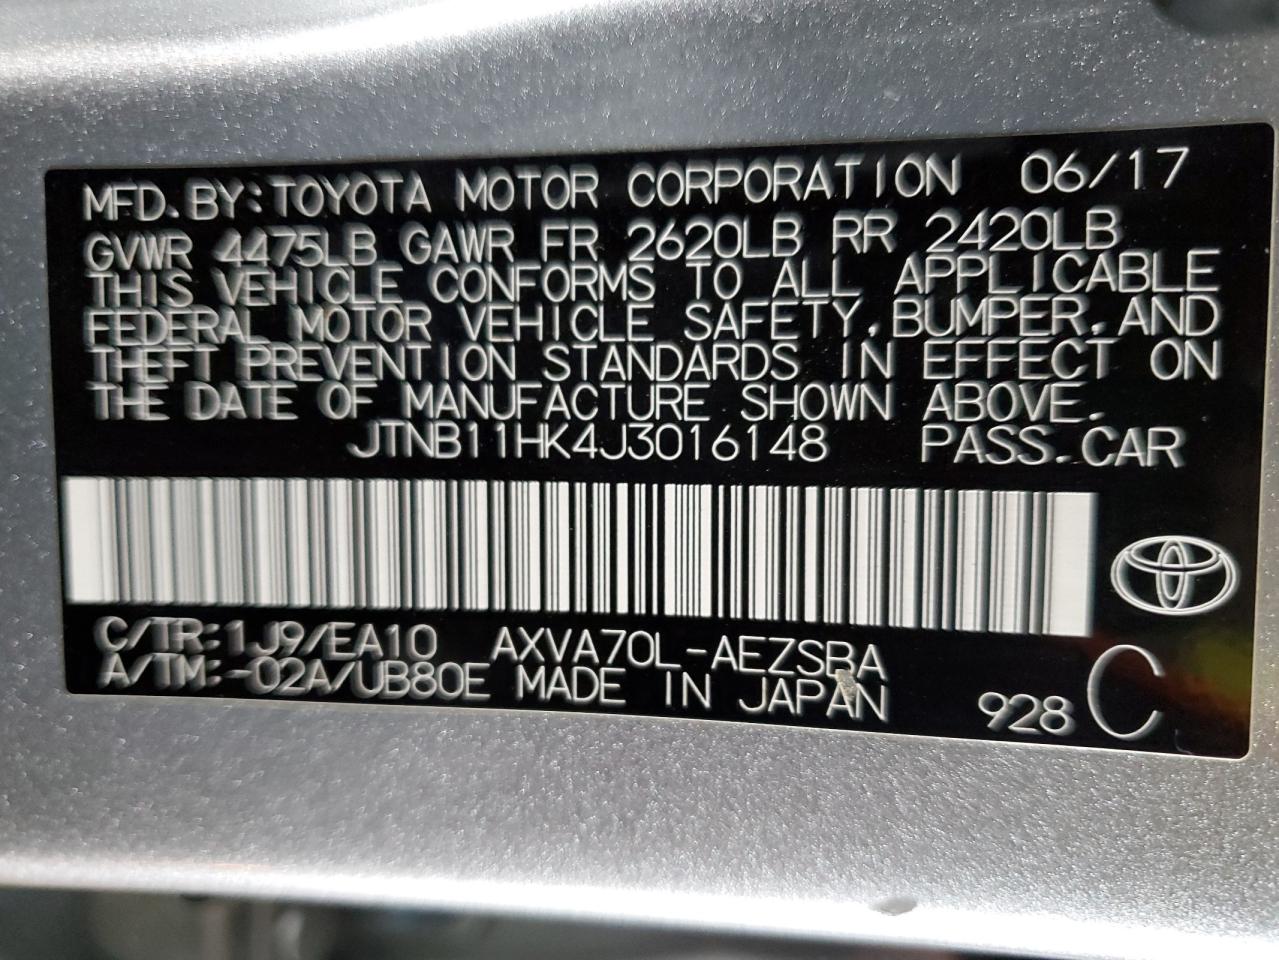 MFD.BY:TOYOTA MOTOR CORPORATION 06/17
GVWR 4475LB GAWR FR 2620LB RR 2420LB
THIS VEHICLE CONFORMS TO ALL APPLICABLE
FEDERAL MOTOR VEHICLE SAFETY,BUMPER,AND
THEFT PREVENTION STANDARDS IN EFFECT ON
THE DATE OF MANUFACTURE SHOWN ABOVE.
JTNB11HK4J3016148 PASS.CAR
C/TR:1J9/EA10 AXVA70L-AEZSBA
A/TM:-02A/UB80E MADE IN JAPAN 928 C